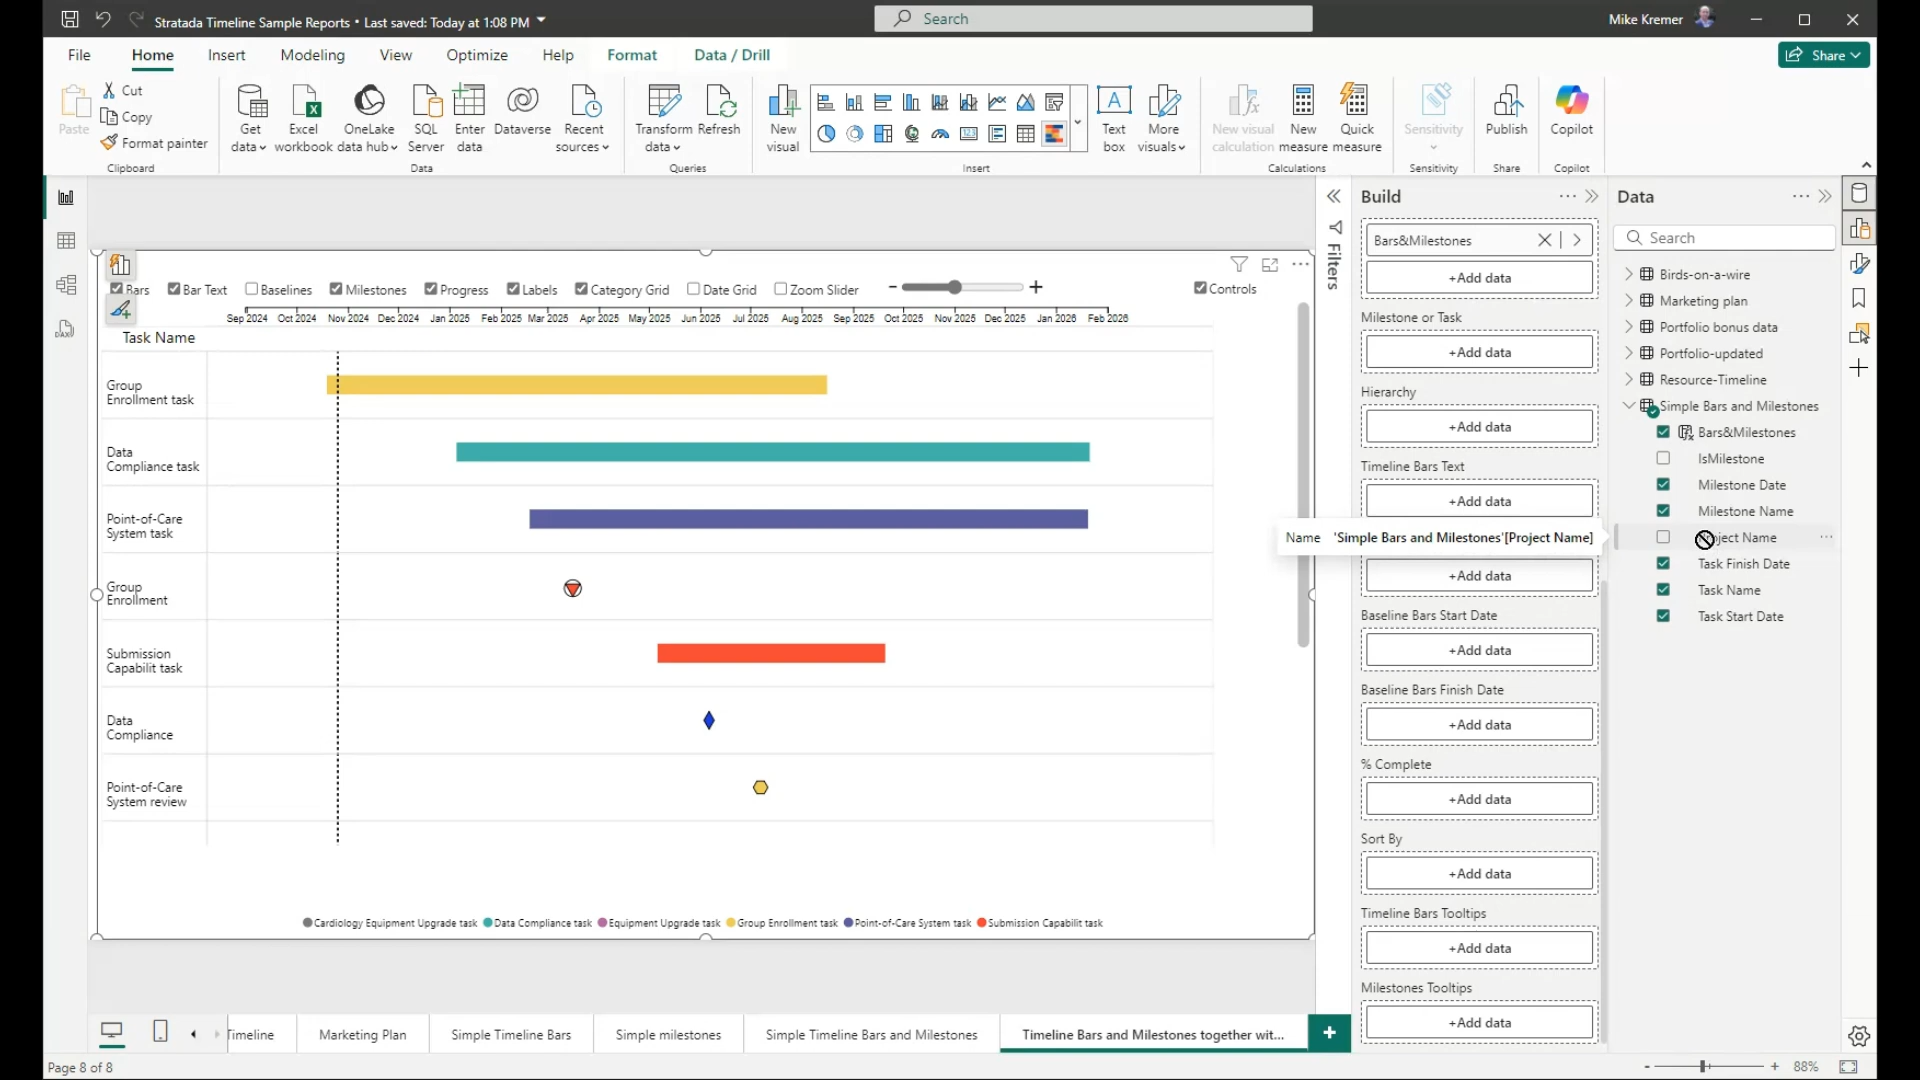 Stratada Timeline Sample Reports • Last saved: Today at 1:08 PM
Search
Mike Kremer
File
Home
Insert
Modeling
View
Optimize
Help
Format
Data / Drill
Share
Paste
Cut
Copy
Format painter
Clipboard
Get data
Excel workbook
OneLake data hub
SQL Server
Enter data
Dataverse
Recent sources
Data
Transform data
Refresh
Queries
New visual
Text box
More visuals
Insert
New visual calculation
New measure
Quick measure
Calculations
Sensitivity
Sensitivity
Publish
Share
Copilot
Copilot
Bars
Bar Text
Baselines
Milestones
Progress
Labels
Category Grid
Date Grid
Zoom Slider
Controls
Sep 2024 Oct 2024 Nov 2024 Dec 2024 Jan 2025 Feb 2025 Mar 2025 Apr 2025 May 2025 Jun 2025 Jul 2025 Aug 2025 Sep 2025 Oct 2025 Nov 2025 Dec 2025 Jan 2026 Feb 2026
Task Name
Group
Enrollment task
Data
Compliance task
Point-of-Care
System task
Group
Enrollment
Submission
Capabilit task
Data
Compliance
Point-of-Care
System review
Cardiology Equipment Upgrade task Data Compliance task Equipment Upgrade task Group Enrollment task Point-of-Care System task Submission Capabilit task
Filters
Build
Bars&Milestones
+Add data
Milestone or Task
+Add data
Hierarchy
+Add data
Timeline Bars Text
+Add data
Name 'Simple Bars and Milestones'[Project Name]
+Add data
Baseline Bars Start Date
+Add data
Baseline Bars Finish Date
+Add data
% Complete
+Add data
Sort By
+Add data
Timeline Bars Tooltips
+Add data
Milestones Tooltips
+Add data
Data
Search
Birds-on-a-wire
Marketing plan
Portfolio bonus data
Portfolio-updated
Resource-Timeline
Simple Bars and Milestones
Bars&Milestones
IsMilestone
Milestone Date
Milestone Name
Project Name
Task Finish Date
Task Name
Task Start Date
Timeline
Marketing Plan
Simple Timeline Bars
Simple milestones
Simple Timeline Bars and Milestones
Timeline Bars and Milestones together wit...
Page 8 of 8
88%